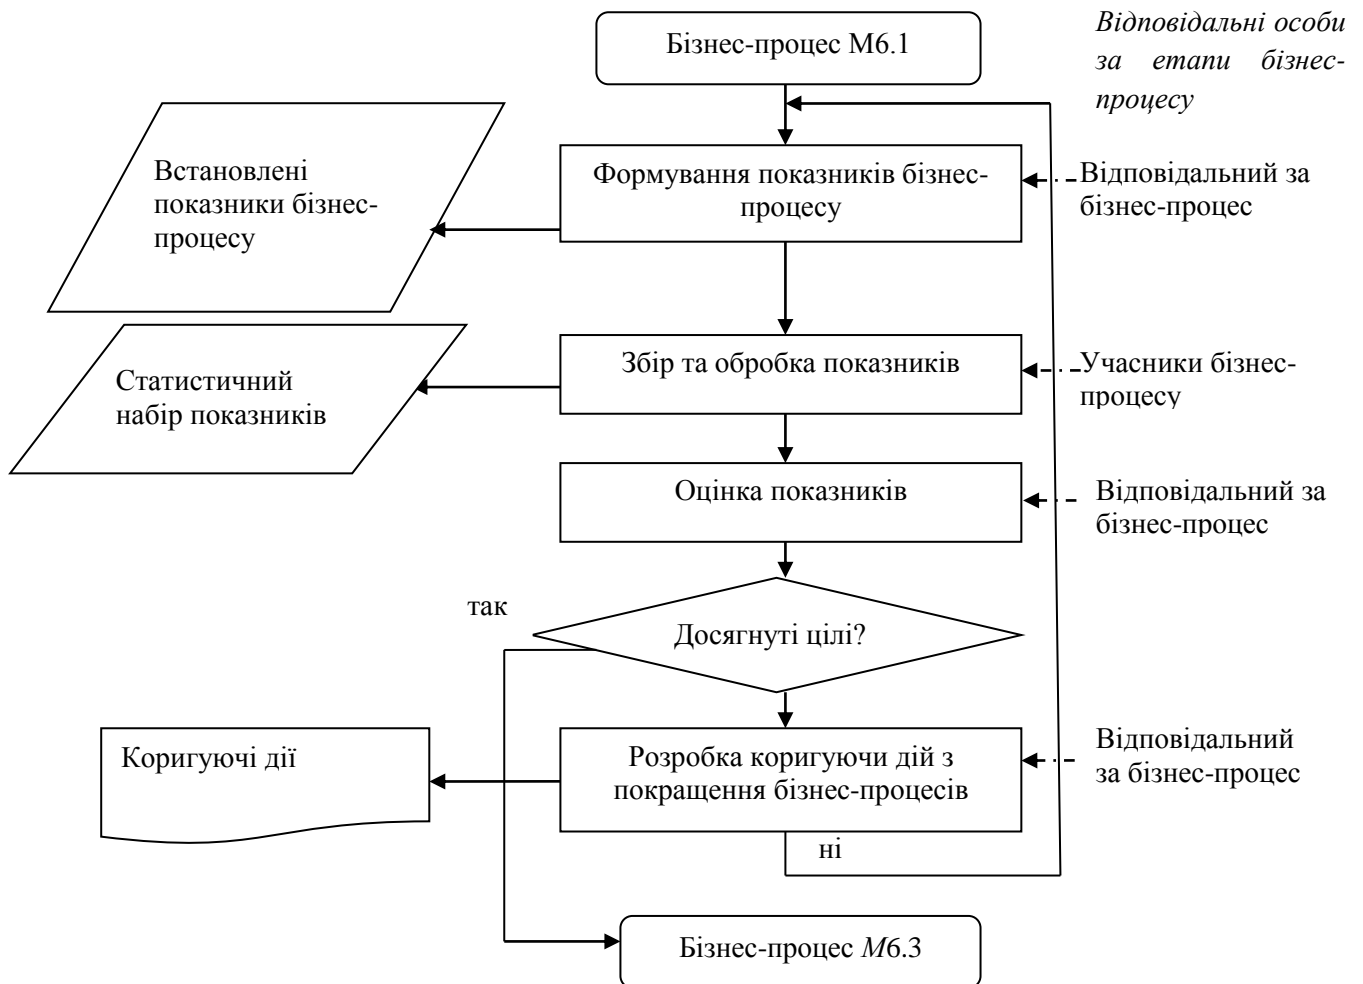 Бізнес-процес М6.1
Відповідальні особи
за етапи бізнес-
процесу
Встановлені
показники бізнес-
процесу
Формування показників бізнес-
процесу
Відповідальний за
бізнес-процес
Статистичний
набір показників
Збір та обробка показників
Учасники бізнес-
процесу
Оцінка показників
Відповідальний за
бізнес-процес
так
Досягнуті цілі?
Коригуючі дії
Розробка коригуючи дій з
покращення бізнес-процесів
Відповідальний
за бізнес-процес
ні
Бізнес-процес М6.3